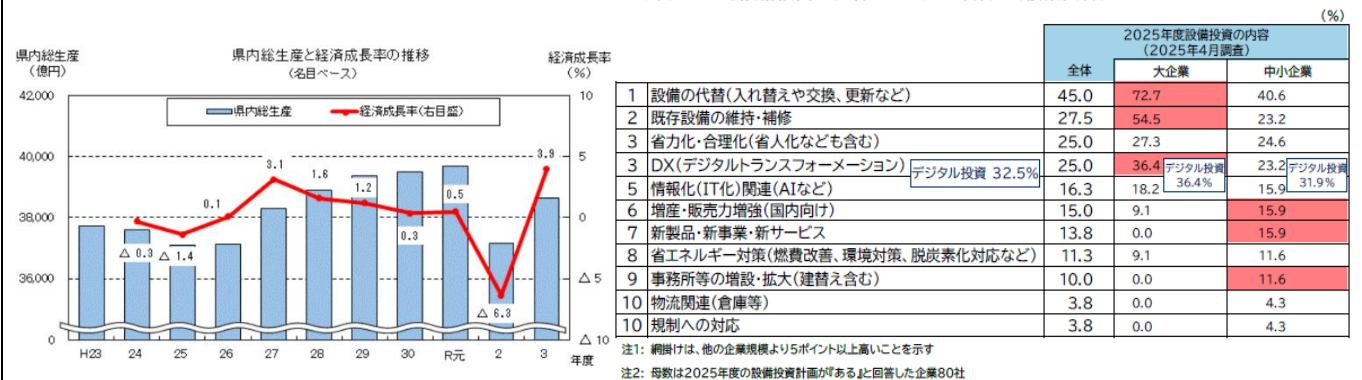 県内総生産と経済成長率の推移
(名目ベース)
県内総生産
(億円)
経済成長率
(%)
県内総生産
経済成長率(右目盛)
42,000
40,000
38,000
36,000
0
10
5
0
△ 5
△ 10
△ 0.3
△ 1.4
0.1
3.1
1.6
1.2
0.3
0.5
△ 6.3
3.9
H23 24 25 26 27 28 29 30 R元 2 3 年度
(%)
2025年度設備投資の内容
(2025年4月調査)
全体 大企業 中小企業
1 設備の代替(入れ替えや交換、更新など) 45.0 72.7 40.6
2 既存設備の維持・補修 27.5 54.5 23.2
3 省力化・合理化(省人化なども含む) 25.0 27.3 24.6
3 DX(デジタルトランスフォーメーション) 25.0 36.4 23.2
デジタル投資 32.5%
デジタル投資
36.4%
デジタル投資
31.9%
5 情報化(IT化)関連(AIなど) 16.3 18.2 15.9
6 増産・販売力増強(国内向け) 15.0 9.1 15.9
7 新製品・新事業・新サービス 13.8 0.0 15.9
8 省エネルギー対策(燃費改善、環境対策、脱炭素化対応など) 11.3 9.1 11.6
9 事務所等の増設・拡大(建替え含む) 10.0 0.0 11.6
10 物流関連(倉庫等) 3.8 0.0 4.3
10 規制への対応 3.8 0.0 4.3
注1: 網掛けは、他の企業規模より5ポイント以上高いことを示す
注2: 母数は2025年度の設備投資計画が『ある』と回答した企業80社